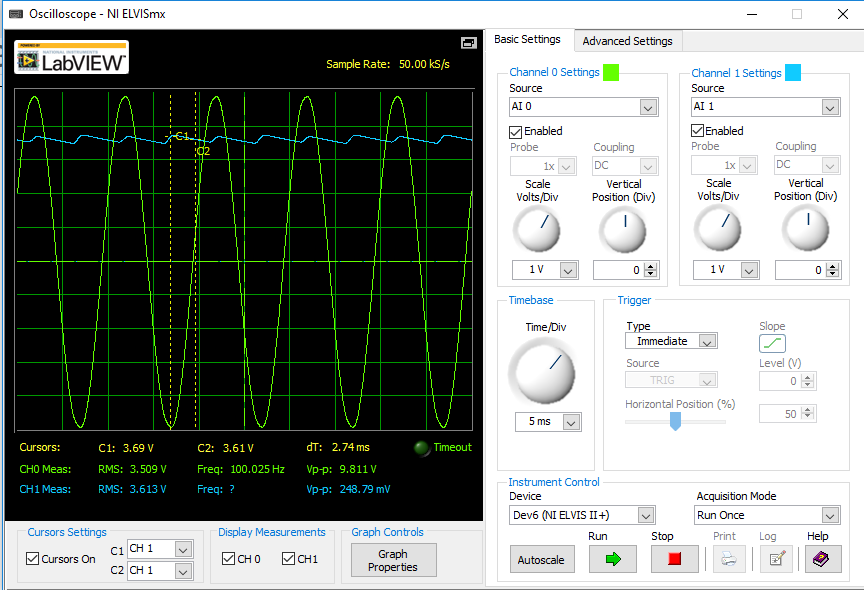 Oscilloscope - NI ELVISmx
POWERED BY NATIONAL INSTRUMENTS
LabVIEW™
Sample Rate: 50.00 kS/s
C1
C2
Cursors: C1: 3.69 V C2: 3.61 V dT: 2.74 ms Timeout
CH0 Meas: RMS: 3.509 V Freq: 100.025 Hz Vp-p: 9.811 V
CH1 Meas: RMS: 3.613 V Freq: ? Vp-p: 248.79 mV
Cursors Settings
Cursors On
C1 CH 1
C2 CH 1
Display Measurements
CH 0 CH1
Graph Controls
Graph
Properties
Basic Settings Advanced Settings
Channel 0 Settings
Source
AI 0
Enabled
Probe Coupling
1x DC
Scale
Volts/Div
Vertical
Position (Div)
1 V 0
Channel 1 Settings
Source
AI 1
Enabled
Probe Coupling
1x DC
Scale
Volts/Div
Vertical
Position (Div)
1 V 0
Timebase
Time/Div
5 ms
Trigger
Type
Immediate
Source
TRIG
Horizontal Position (%)
Slope
Level (V)
0
50
Instrument Control
Device
Dev6 (NI ELVIS II+)
Acquisition Mode
Run Once
Run Stop Print Log Help
Autoscale